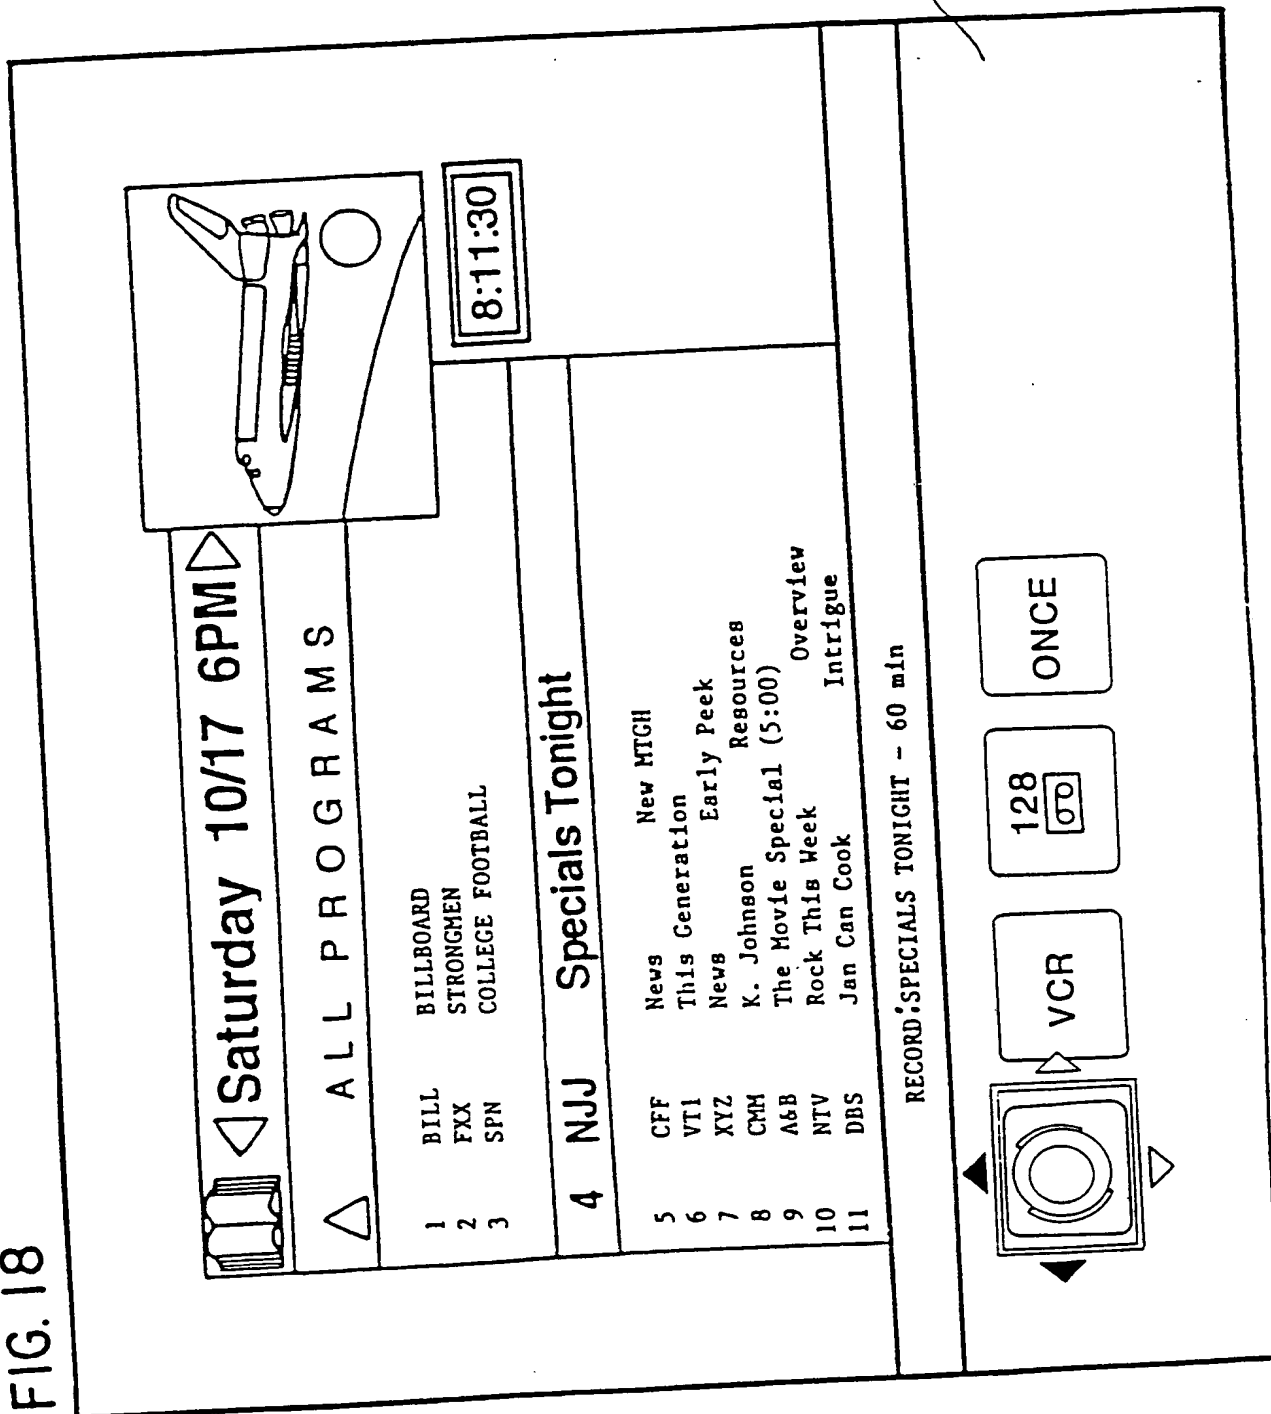 FIG. 18
Saturday 10/17 6PM
ALL PROGRAMS
8:11:30
1 BILL BILLBOARD
2 FXX STRONGMEN
3 SPN COLLEGE FOOTBALL
4 NJJ Specials Tonight
5 CFF News New MTGH
6 VT1 This Generation
7 XYZ News Early Peek
8 CMM K. Johnson Resources
9 A&B The Movie Special (5:00)
10 NTV Rock This Week Overview
11 DBS Jan Can Cook Intrigue
RECORD:SPECIALS TONIGHT - 60 min
VCR
128
ONCE